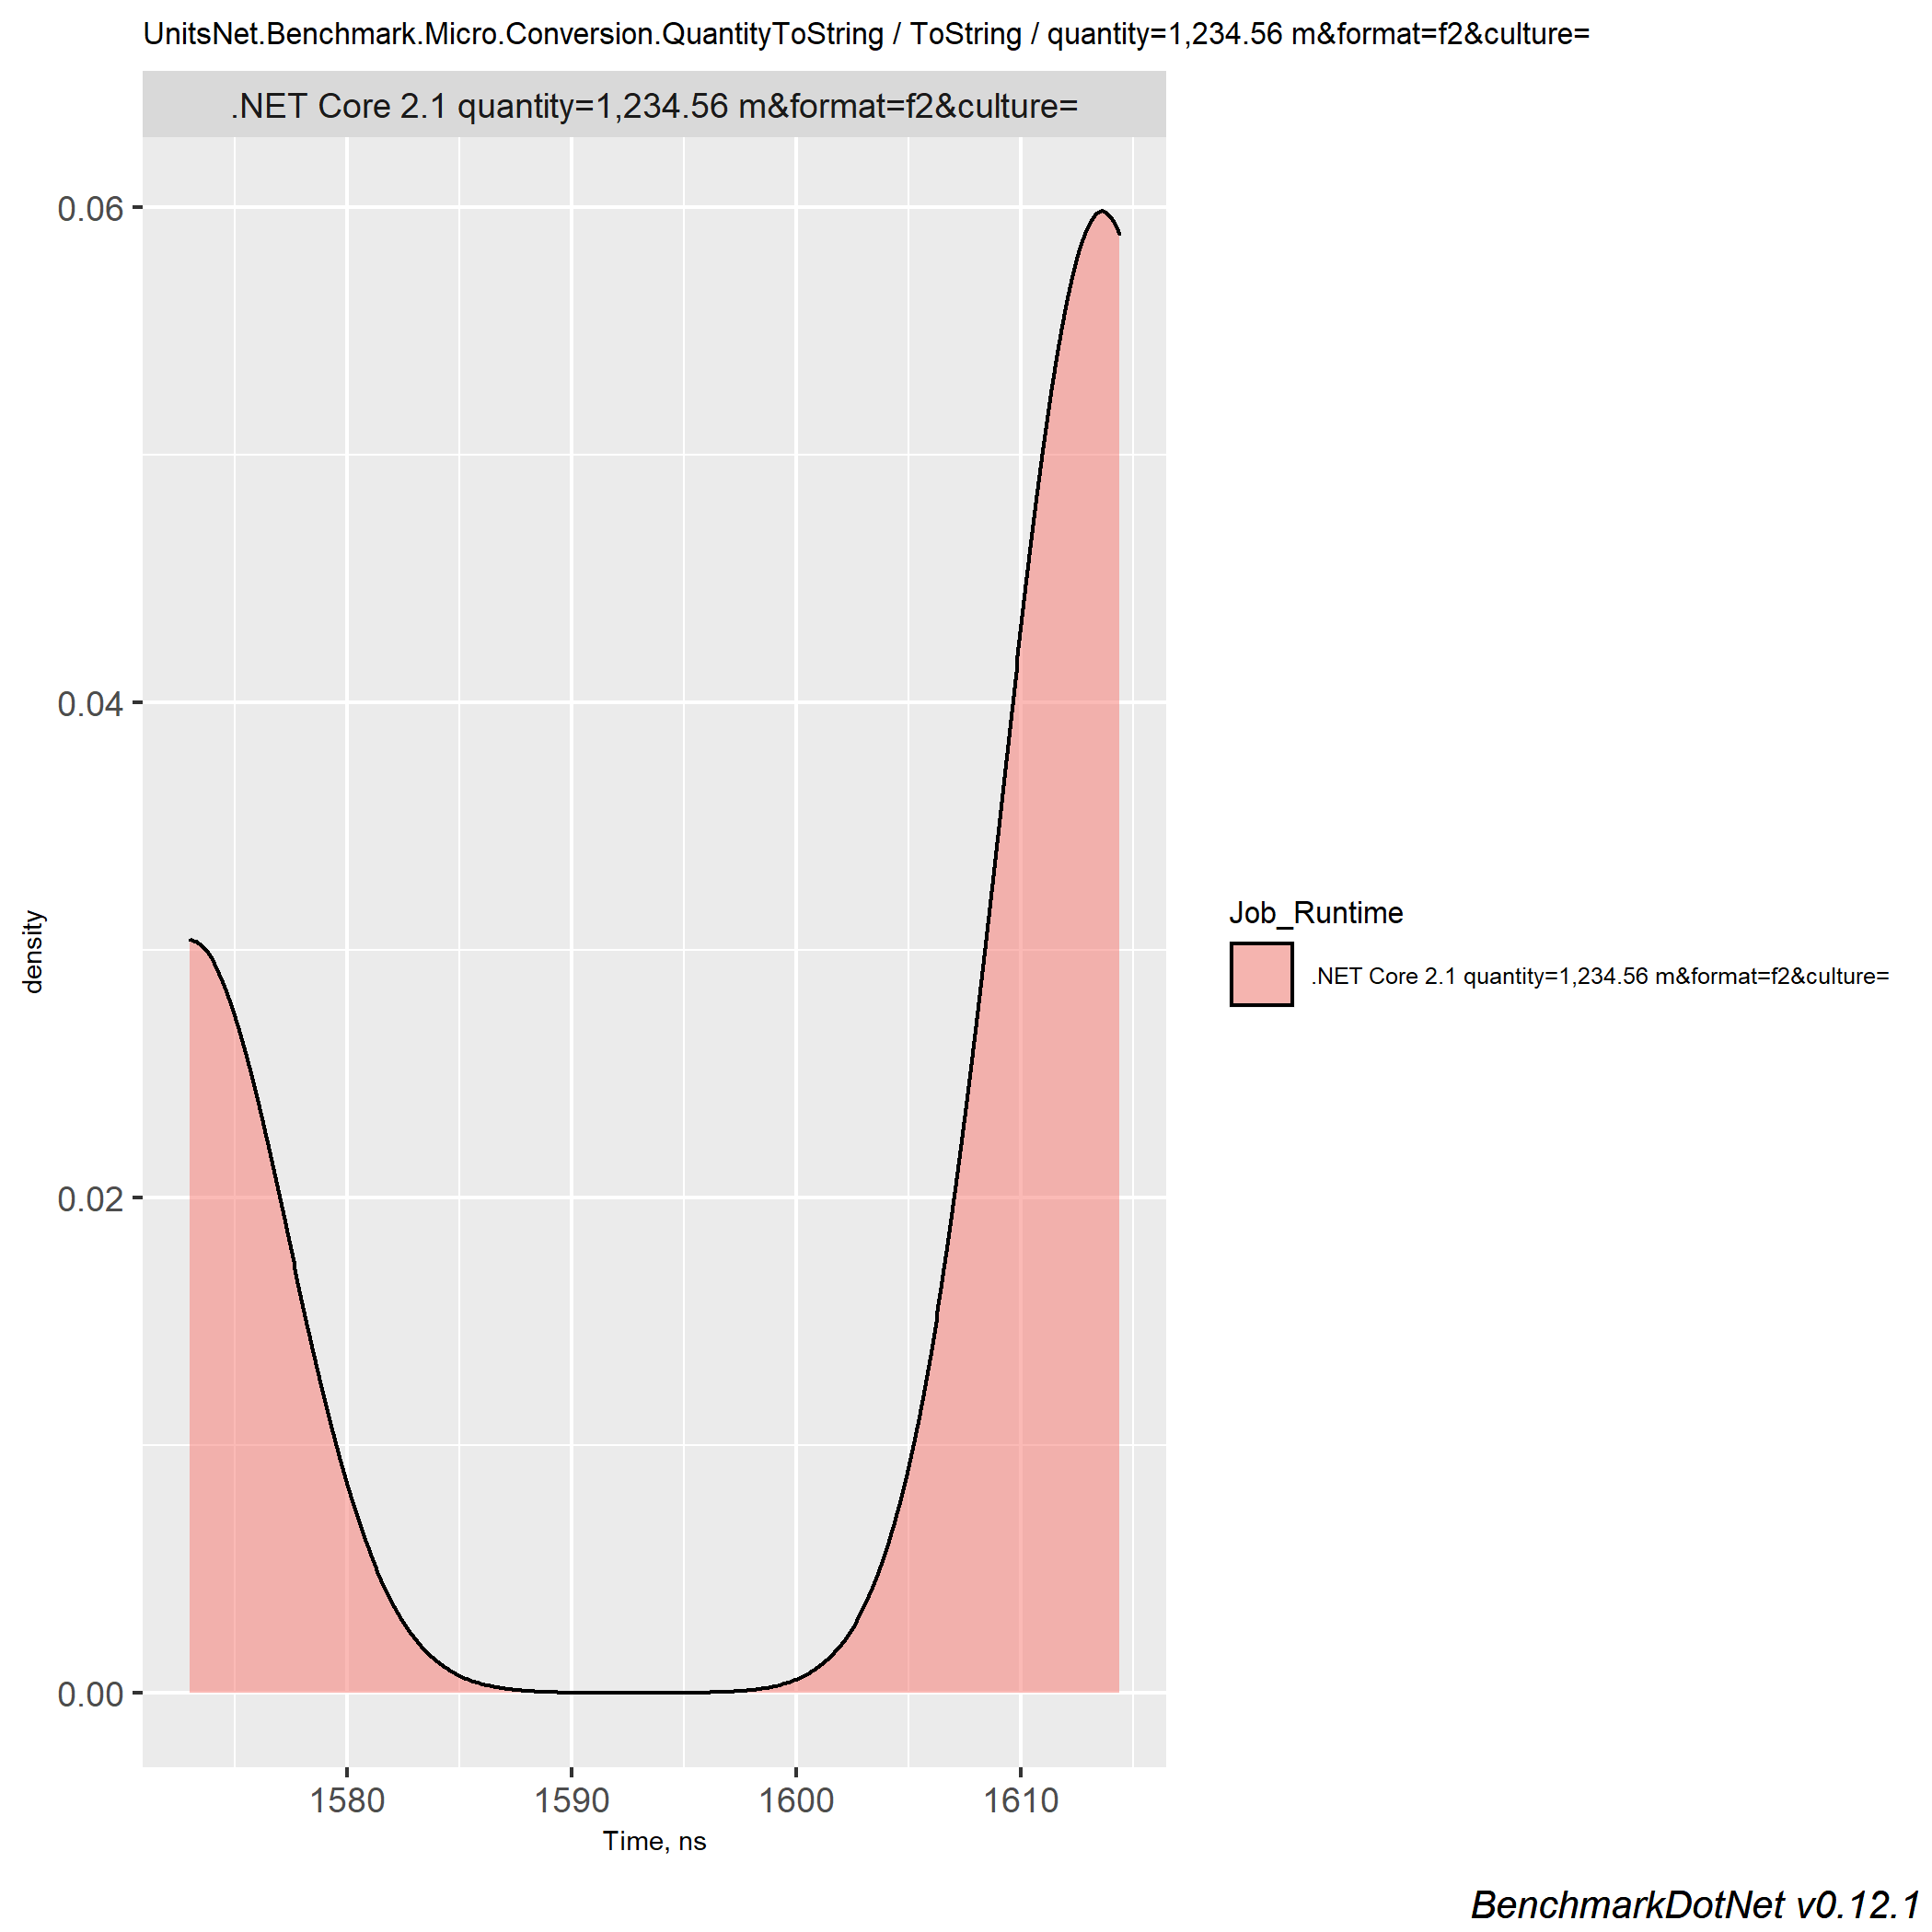 UnitsNet.Benchmark.Micro.Conversion.QuantityToString / ToString / quantity=1,234.56 m&format=f2&culture=
.NET Core 2.1 quantity=1,234.56 m&format=f2&culture=
0.06
0.04
0.02
0.00
density
1580 1590 1600 1610
Time, ns
Job_Runtime
.NET Core 2.1 quantity=1,234.56 m&format=f2&culture=
BenchmarkDotNet v0.12.1